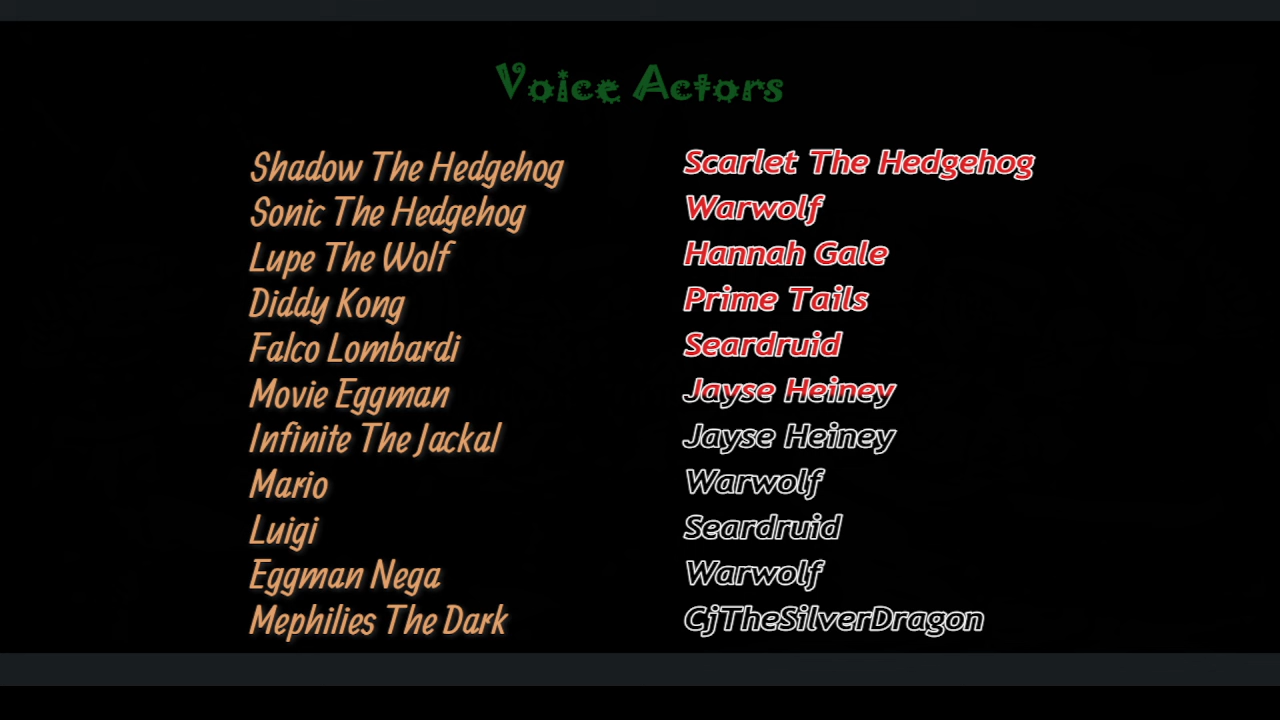 Voice Actors
Shadow The Hedgehog Scarlet The Hedgehog
Sonic The Hedgehog Warwolf
Lupe The Wolf Hannah Gale
Diddy Kong Prime Tails
Falco Lombardi Seardruid
Movie Eggman Jayse Heiney
Infinite The Jackal Jayse Heiney
Mario Warwolf
Luigi Seardruid
Eggman Nega Warwolf
Mephilies The Dark CjTheSilverDragon